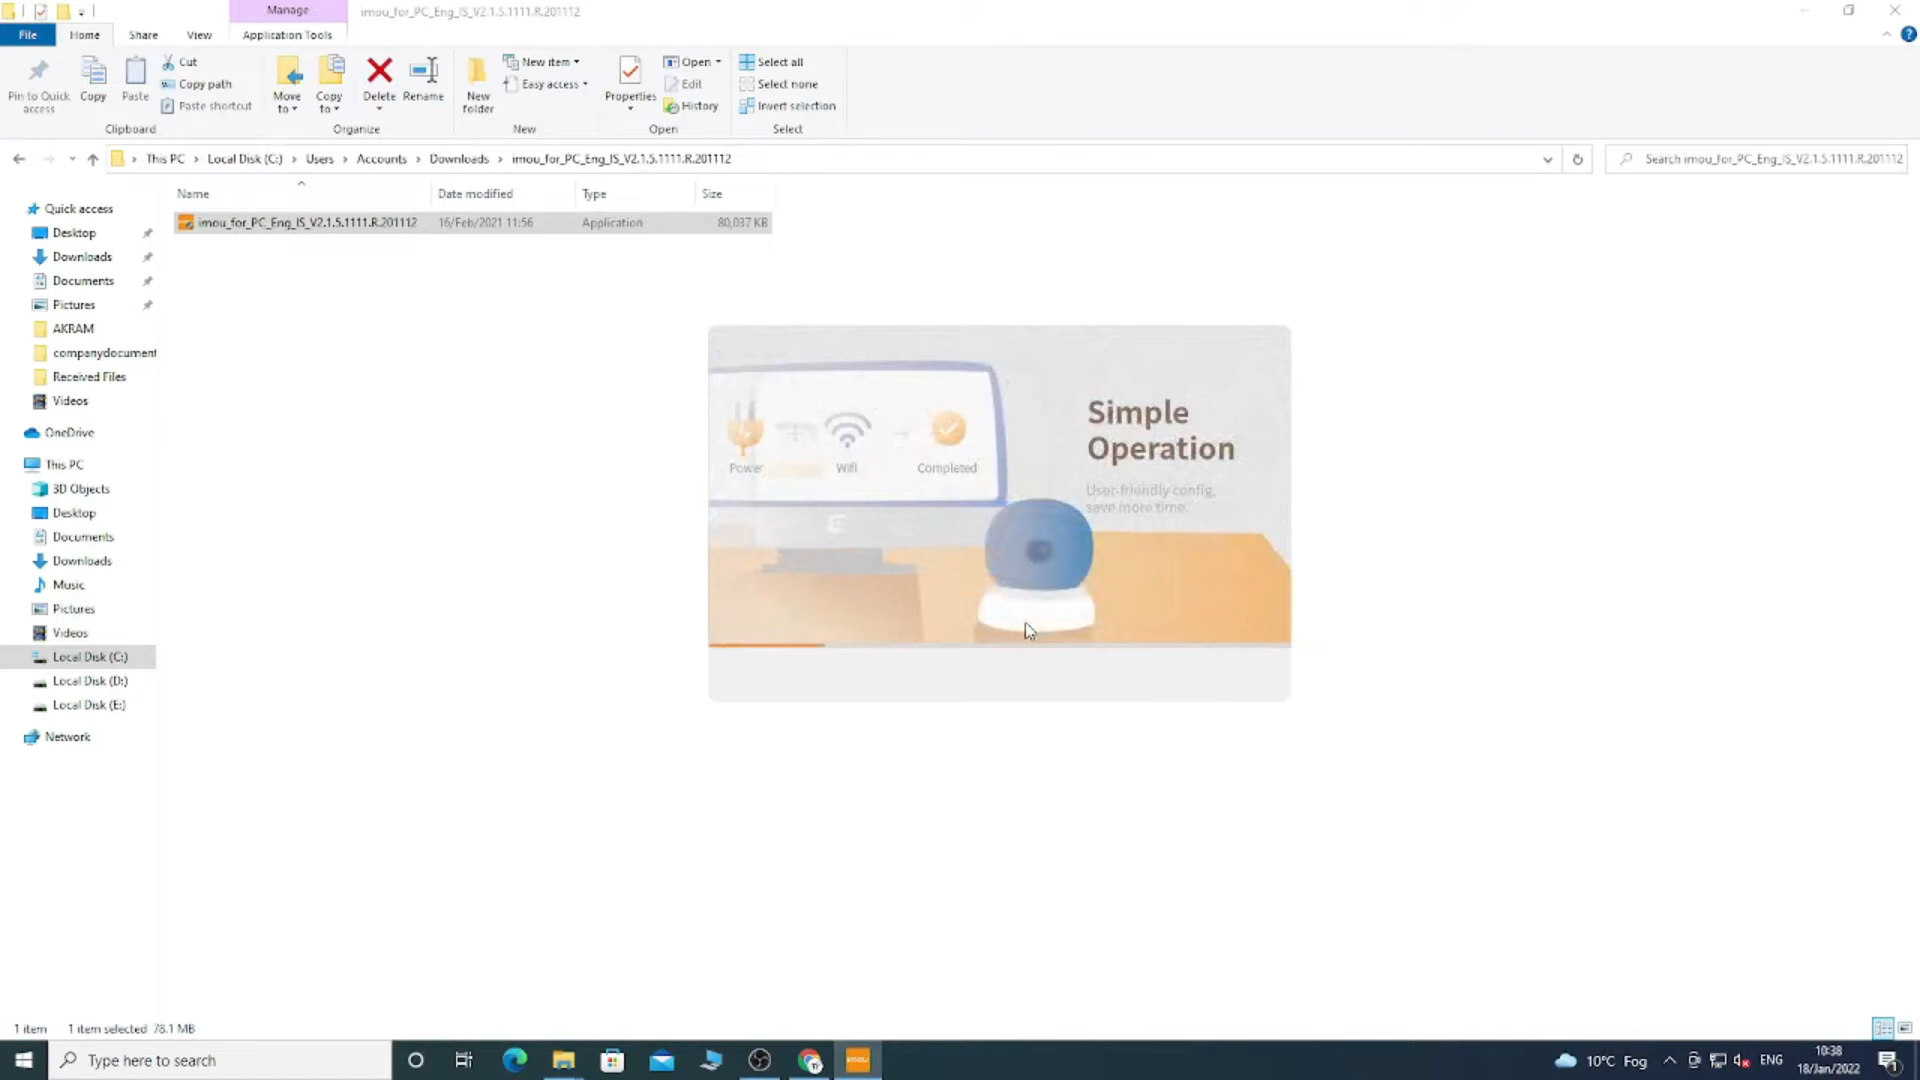 Manage
imou_for_PC_Eng_IS_V2.1.5.1111.R.201112
File
Home
Share
View
Application Tools
Pin to Quick access
Copy
Paste
Cut
Copy path
Paste shortcut
Move to
Copy to
Delete
Rename
New folder
New item
Easy access
Properties
Open
Edit
History
Select all
Select none
Invert selection
Clipboard
Organize
New
Open
Select
This PC
Local Disk (C:)
Users
Accounts
Downloads
imou_for_PC_Eng_IS_V2.1.5.1111.R.201112
Search imou_for_PC_Eng_IS_V2.1.5.1111.R.201112
Name
Date modified
Type
Size
imou_for_PC_Eng_IS_V2.1.5.1111.R.201112
16/Feb/2021 11:56
Application
80,037 KB
Quick access
Desktop
Downloads
Documents
Pictures
AKRAM
companydocument
Received Files
Videos
OneDrive
This PC
3D Objects
Desktop
Documents
Downloads
Music
Pictures
Videos
Local Disk (C:)
Local Disk (D:)
Local Disk (E:)
Network
Power
Wifi
Completed
Simple
Operation
User-friendly config,
save more time.
1 item
1 item selected 78.1 MB
Type here to search
imou
10°C Fog
ENG
10:38
18/Jan/2022
1